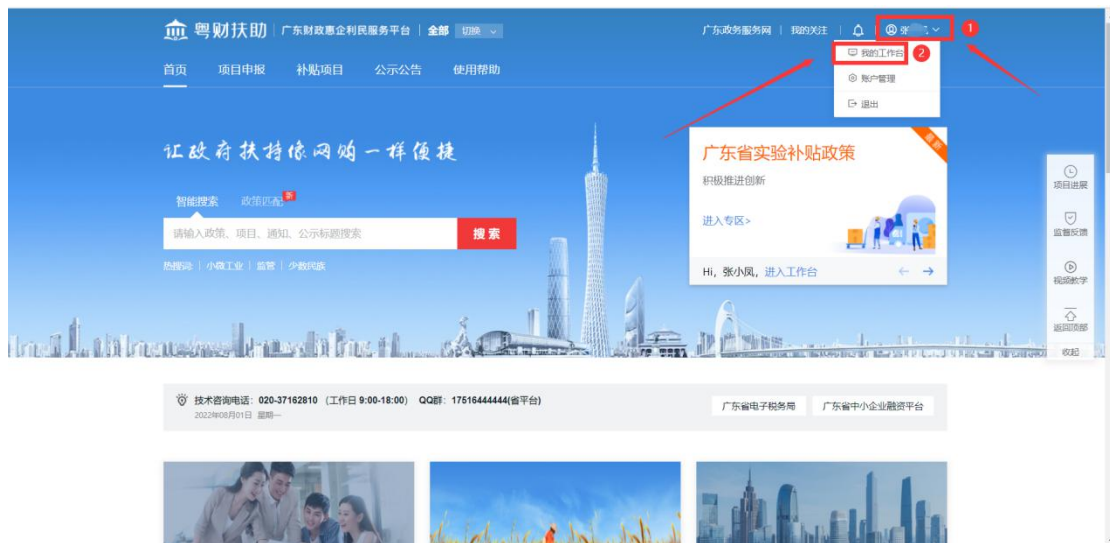 粤财扶助 广东财政惠企利民服务平台 全部 切换
广东政务服务网 我的关注 张
1
首页 项目申报 补贴项目 公示公告 使用帮助
我的工作台 2
账户管理
退出
让政府扶持像网购一样便捷
智能搜索 政策匹配 新
请输入政策、项目、通知、公示标题搜索 搜索
热搜词: 小微工业 监管 少数民族
最新
广东省实验补贴政策
积极推进创新
进入专区>
Hi, 张小凤, 进入工作台 ← →
项目进展
监督反馈
视频教学
返回顶部
收起
技术咨询电话: 020-37162810 (工作日 9:00-18:00) QQ群: 17516444444(省平台)
2022年08月01日 星期一
广东省电子税务局 广东省中小企业融资平台